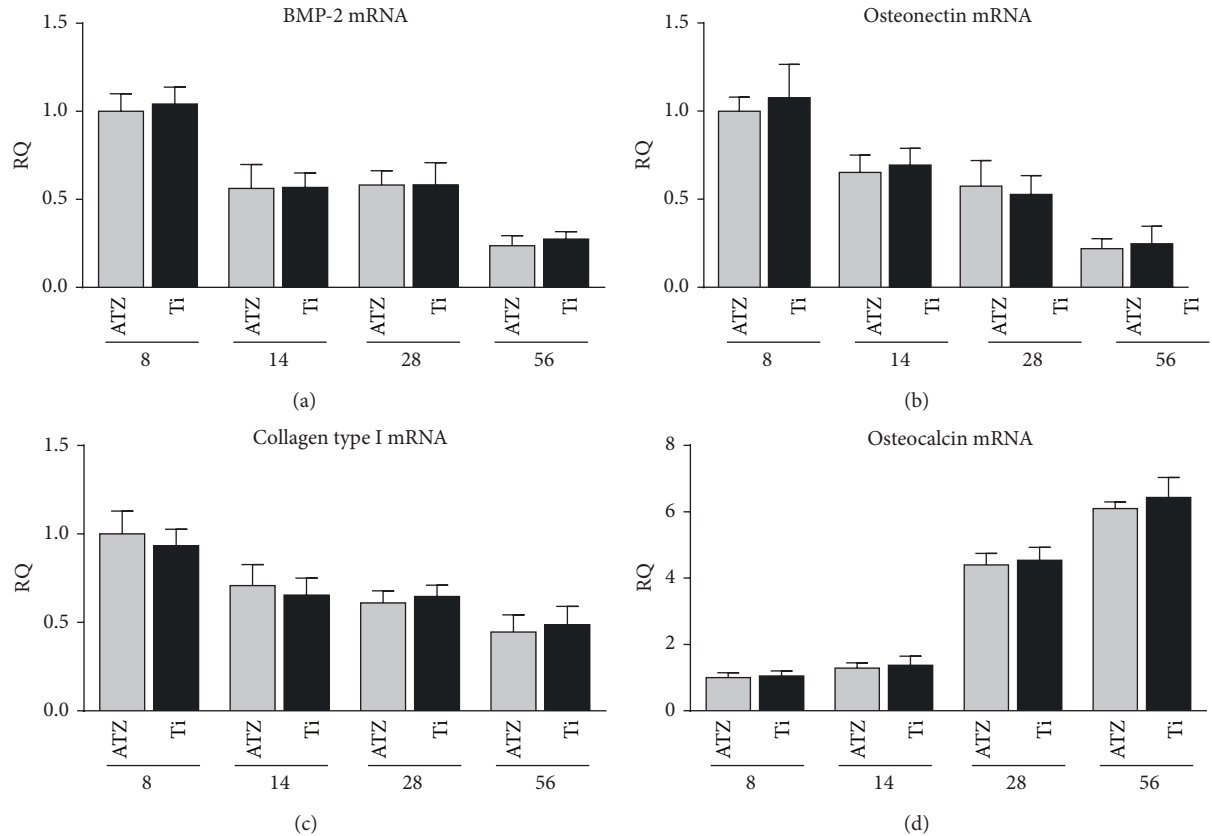 BMP-2 mRNA
1.5
1.0
0.5
0.0
RQ
ATZ Ti ATZ Ti ATZ Ti ATZ Ti
8 14 28 56
(a)
Osteonectin mRNA
1.5
1.0
0.5
0.0
RQ
ATZ Ti ATZ Ti ATZ Ti ATZ Ti
8 14 28 56
(b)
Collagen type I mRNA
1.5
1.0
0.5
0.0
RQ
ATZ Ti ATZ Ti ATZ Ti ATZ Ti
8 14 28 56
(c)
Osteocalcin mRNA
8
6
4
2
0
RQ
ATZ Ti ATZ Ti ATZ Ti ATZ Ti
8 14 28 56
(d)